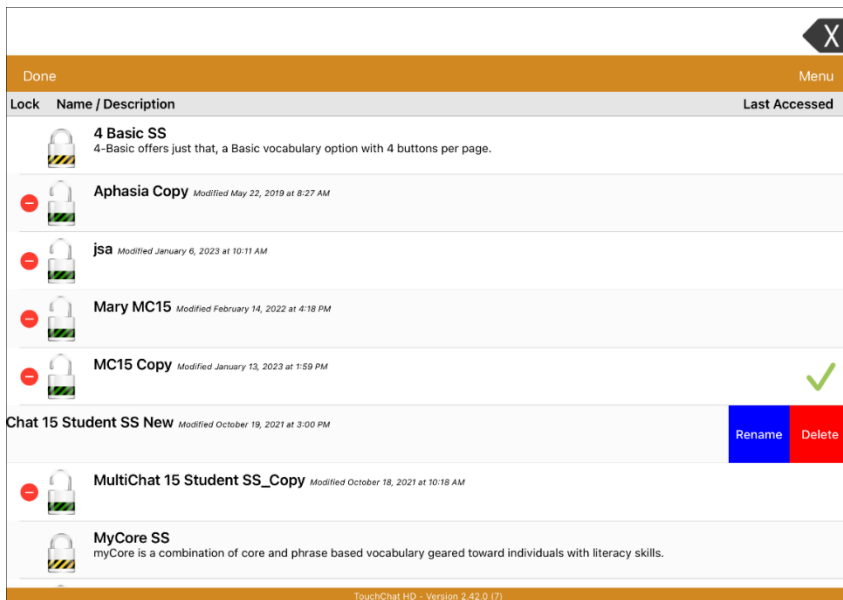 X
Done Menu
Lock Name / Description Last Accessed
4 Basic SS
4-Basic offers just that, a Basic vocabulary option with 4 buttons per page.
Aphasia Copy Modified May 22, 2019 at 8:27 AM
jsa Modified January 6, 2023 at 10:11 AM
Mary MC15 Modified February 14, 2022 at 4:18 PM
MC15 Copy Modified January 13, 2023 at 1:59 PM
Chat 15 Student SS New Modified October 19, 2021 at 3:00 PM
Rename Delete
MultiChat 15 Student SS_Copy Modified October 18, 2021 at 10:18 AM
MyCore SS
myCore is a combination of core and phrase based vocabulary geared toward individuals with literacy skills.
TouchChat HD - Version 2.42.0 (7)